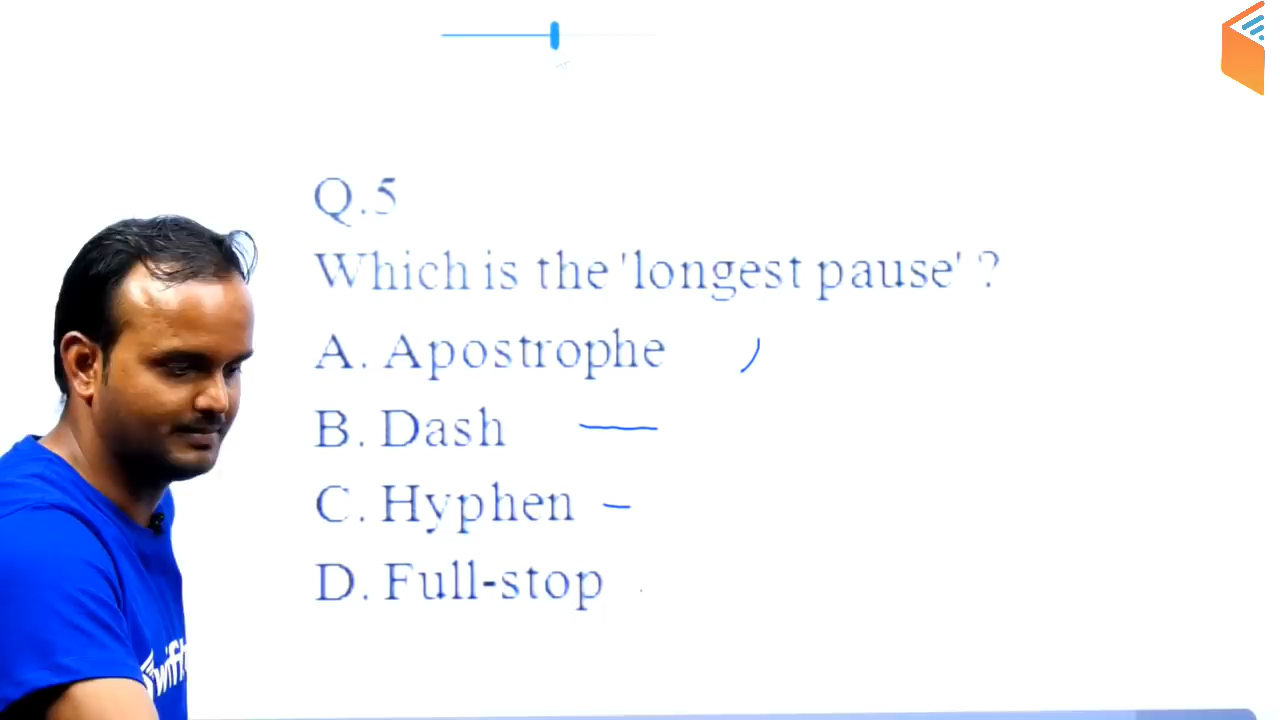 Q.5
Which is the 'longest pause' ?
A. Apostrophe
B. Dash
C. Hyphen
D. Full-stop